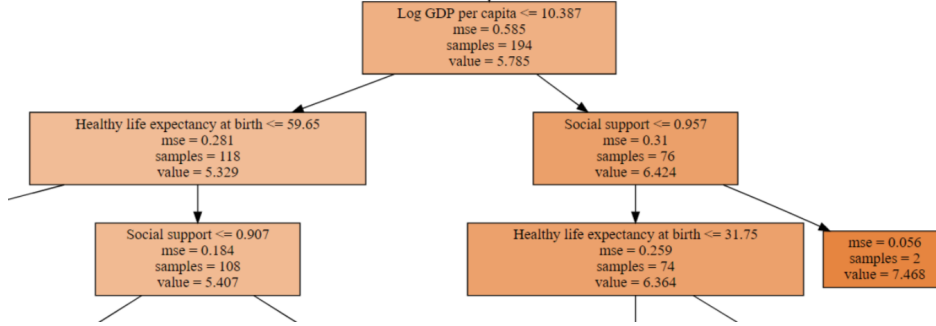 Log GDP per capita <= 10.387
mse = 0.585
samples = 194
value = 5.785
Healthy life expectancy at birth <= 59.65
mse = 0.281
samples = 118
value = 5.329
Social support <= 0.957
mse = 0.31
samples = 76
value = 6.424
Social support <= 0.907
mse = 0.184
samples = 108
value = 5.407
Healthy life expectancy at birth <= 31.75
mse = 0.259
samples = 74
value = 6.364
mse = 0.056
samples = 2
value = 7.468